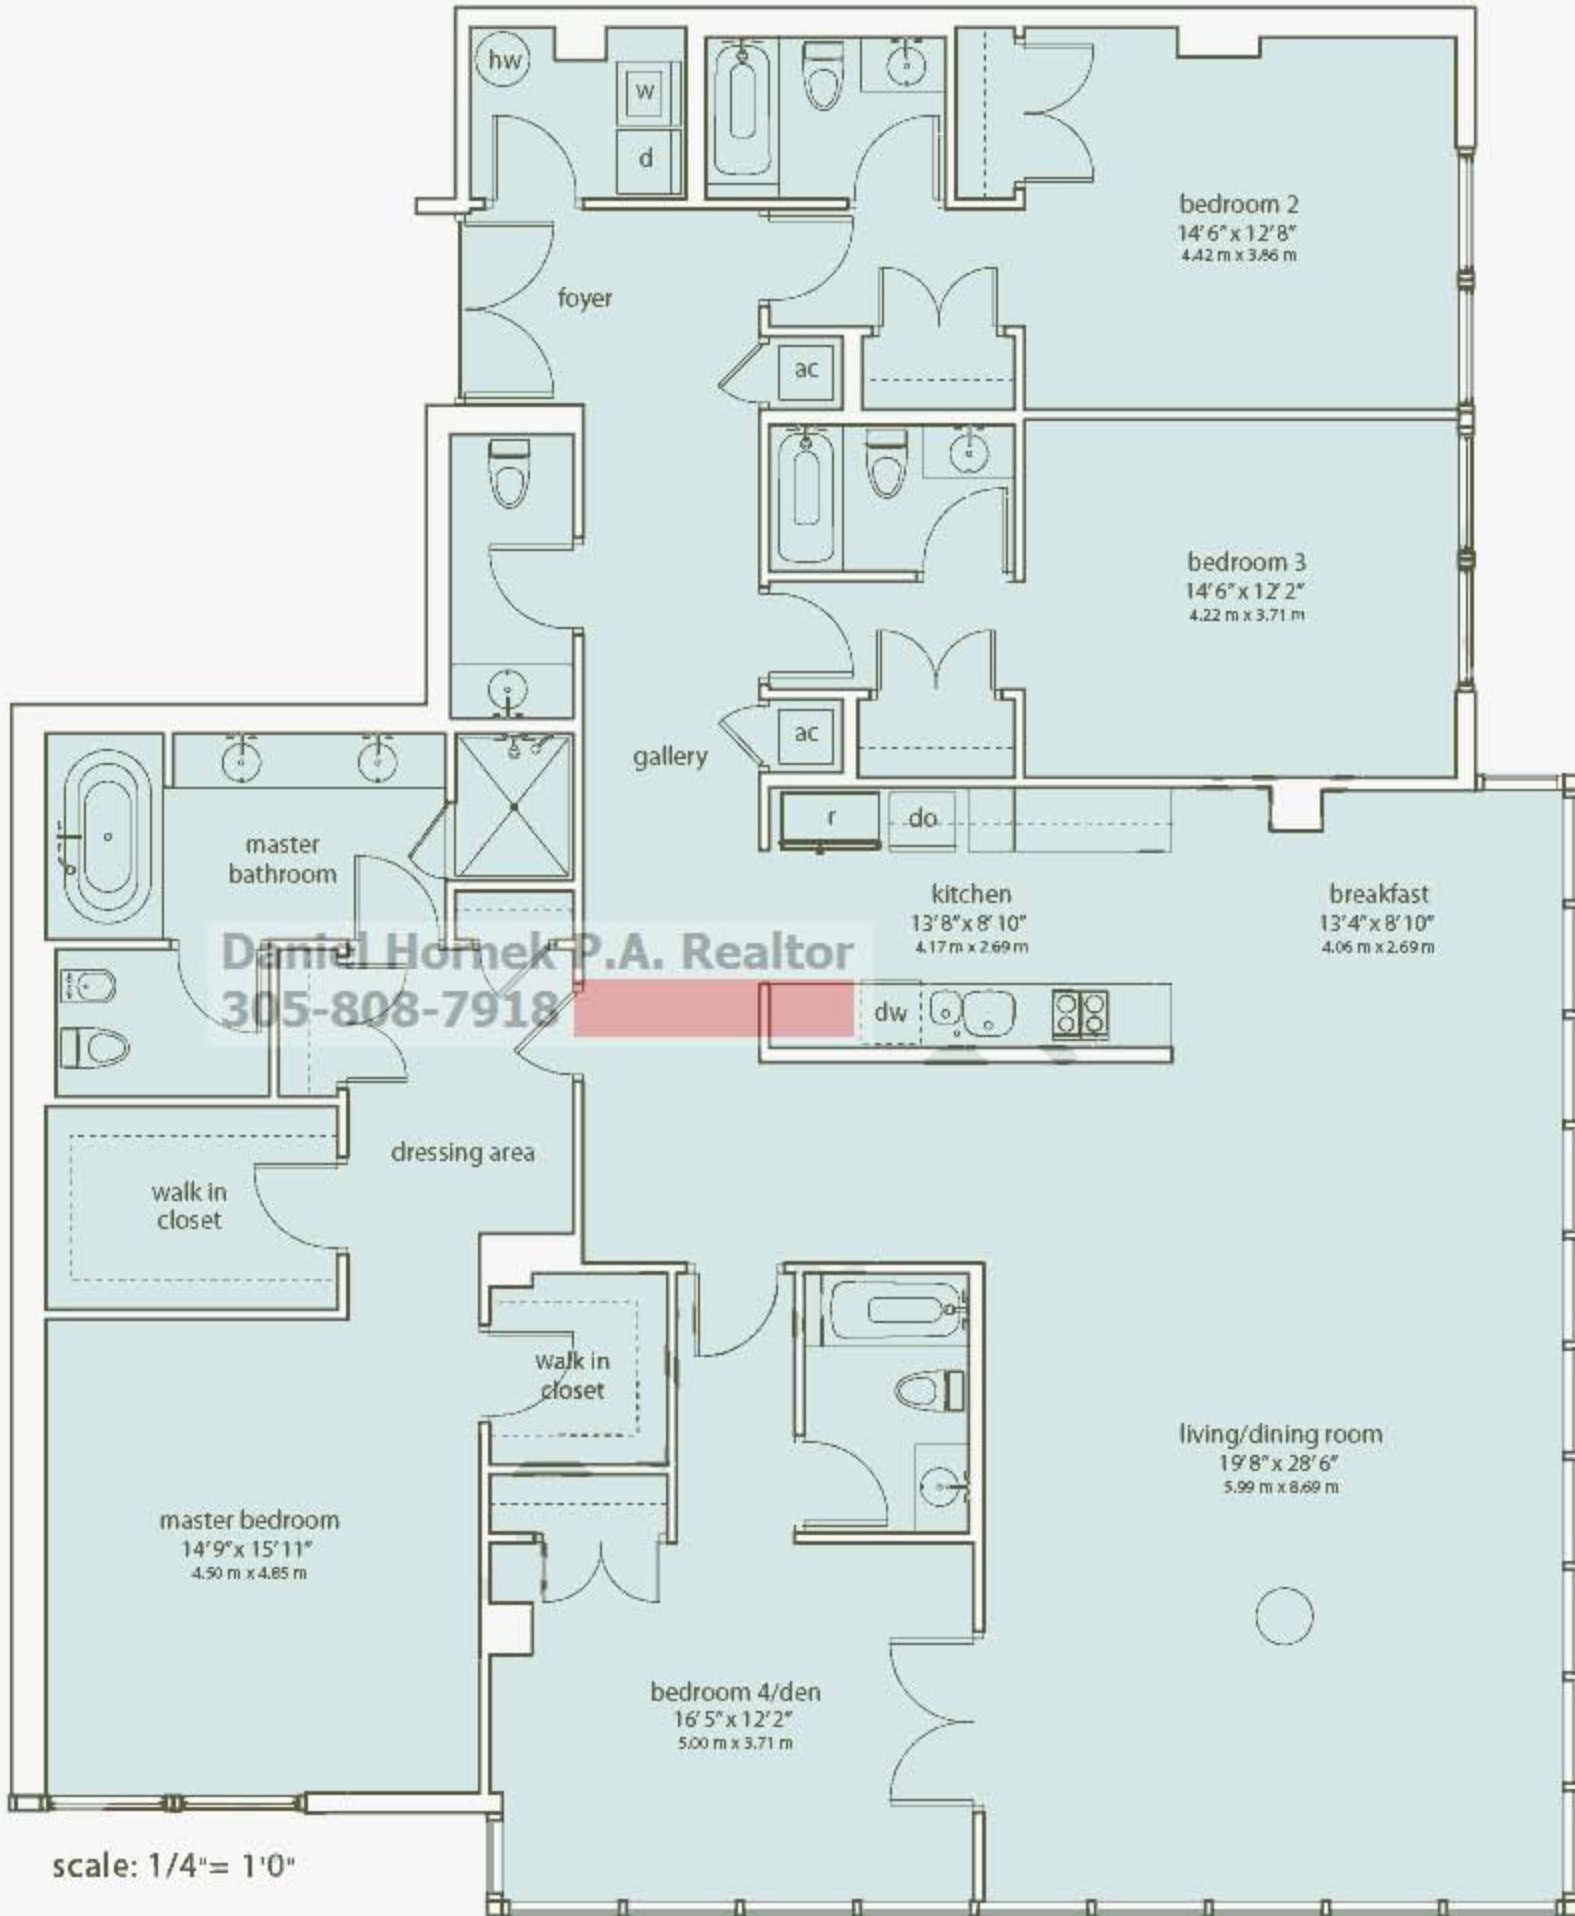 hw
w
d
bedroom 2
14'6" x 12'8"
4.42 m x 3.86 m
foyer
ac
bedroom 3
14'6" x 12'2"
4.22 m x 3.71 m
gallery
ac
r
do
master
bathroom
kitchen
13'8" x 8'10"
4.17 m x 2.69 m
breakfast
13'4" x 8'10"
4.06 m x 2.69 m
Daniel Hornek P.A. Realtor
305-808-7918
dw
dressing area
walk in
closet
walk in
closet
living/dining room
19'8" x 28'6"
5.99 m x 8.69 m
master bedroom
14'9" x 15'11"
4.50 m x 4.85 m
bedroom 4/den
16'5" x 12'2"
5.00 m x 3.71 m
scale: 1/4"= 1'0"